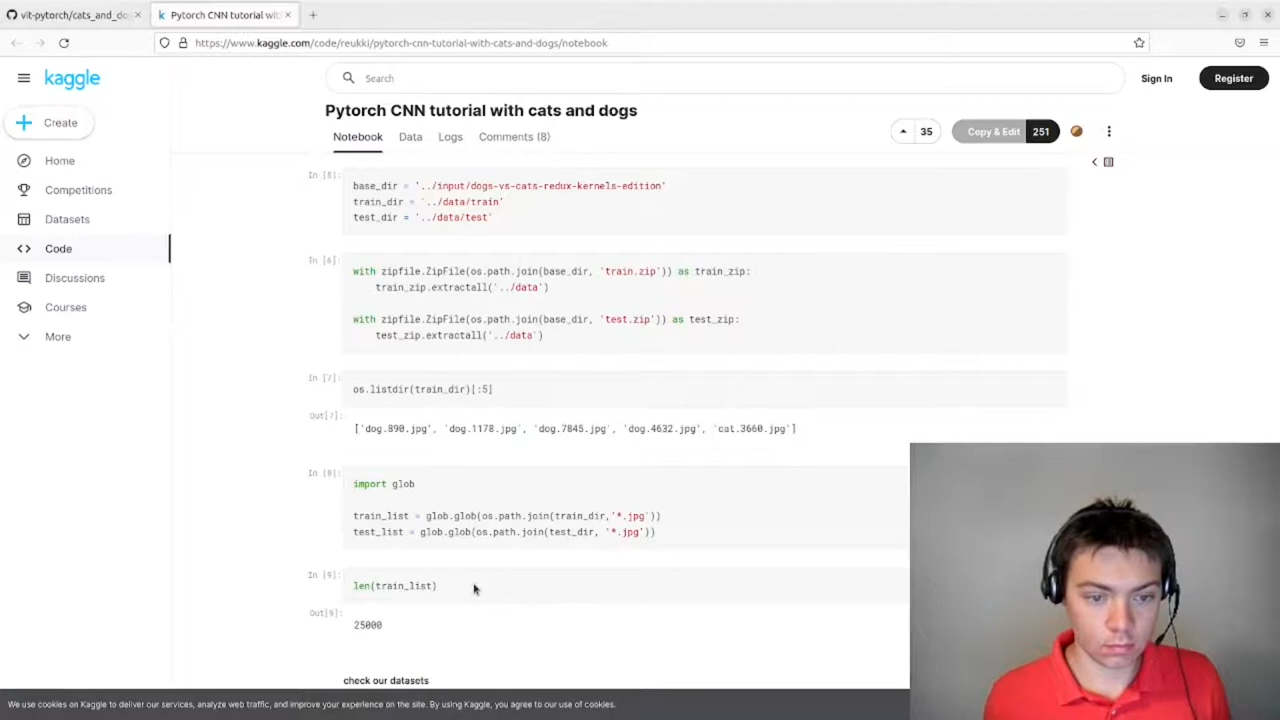 vit-pytorch/cats_and_do
Pytorch CNN tutorial with
https://www.kaggle.com/code/reukki/pytorch-cnn-tutorial-with-cats-and-dogs/notebook
kaggle
Search
Sign In
Register
Create
Home
Competitions
Datasets
Code
Discussions
Courses
More
Pytorch CNN tutorial with cats and dogs
Notebook
Data
Logs
Comments (8)
35
Copy & Edit
251
In [5]:
base_dir = '../input/dogs-vs-cats-redux-kernels-edition'
train_dir = '../data/train'
test_dir = '../data/test'
In [6]:
with zipfile.ZipFile(os.path.join(base_dir, 'train.zip')) as train_zip:
train_zip.extractall('../data')
with zipfile.ZipFile(os.path.join(base_dir, 'test.zip')) as test_zip:
test_zip.extractall('../data')
In [7]:
os.listdir(train_dir)[:5]
Out[7]:
['dog.890.jpg', 'dog.1178.jpg', 'dog.7845.jpg', 'dog.4632.jpg', 'cat.3660.jpg']
In [8]:
import glob
train_list = glob.glob(os.path.join(train_dir,'*.jpg'))
test_list = glob.glob(os.path.join(test_dir, '*.jpg'))
In [9]:
len(train_list)
Out[9]:
25000
check our datasets
We use cookies on Kaggle to deliver our services, analyze web traffic, and improve your experience on the site. By using Kaggle, you agree to our use of cookies.